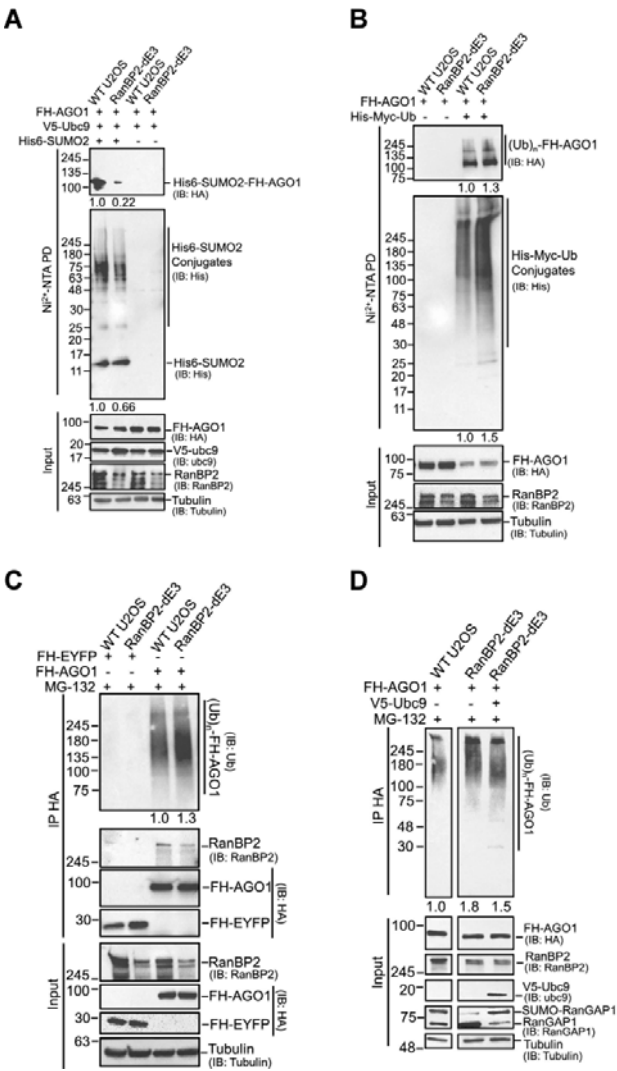 A
WT U2OS
RanBP2-dE3
WT U2OS
RanBP2-dE3
FH-AGO1 + + + +
V5-Ubc9 + + + +
His6-SUMO2 + + - -
Ni²⁺-NTA PD
245
135
100
His6-SUMO2-FH-AGO1
(IB: HA)
1.0 0.22
245
180
135
100
75
63
48
30
25
20
17
11
His6-SUMO2
Conjugates
(IB: His)
His6-SUMO2
(IB: His)
1.0 0.66
Input
100
FH-AGO1
(IB: HA)
20
17
V5-ubc9
(IB: ubc9)
245
RanBP2
(IB: RanBP2)
63
Tubulin
(IB: Tubulin)
B
WT U2OS
RanBP2-dE3
WT U2OS
RanBP2-dE3
FH-AGO1 + + + +
His-Myc-Ub - - + +
Ni²⁺-NTA PD
245
135
100
75
(Ub)n-FH-AGO1
(IB: HA)
1.0 1.3
245
180
135
100
75
63
48
30
25
20
17
11
His-Myc-Ub
Conjugates
(IB: His)
1.0 1.5
Input
100
75
FH-AGO1
(IB: HA)
245
RanBP2
(IB: RanBP2)
63
Tubulin
(IB: Tubulin)
C
WT U2OS
RanBP2-dE3
WT U2OS
RanBP2-dE3
FH-EYFP + + - -
FH-AGO1 - - + +
MG-132 + + + +
IP HA
245
180
135
100
75
(Ub)n-FH-AGO1
(IB: Ub)
1.0 1.3
245
RanBP2
(IB: RanBP2)
100
FH-AGO1
30
FH-EYFP
(IB: HA)
Input
245
RanBP2
(IB: RanBP2)
100
FH-AGO1
30
FH-EYFP
(IB: HA)
63
Tubulin
(IB: Tubulin)
D
WT U2OS
RanBP2-dE3
RanBP2-dE3
FH-AGO1 + + +
V5-Ubc9 - - +
MG-132 + + +
IP HA
245
180
100
75
48
30
(Ub)n-FH-AGO1
(IB: Ub)
1.0 1.8 1.5
Input
100
FH-AGO1
(IB: HA)
245
RanBP2
(IB: RanBP2)
20
V5-Ubc9
(IB: ubc9)
75
SUMO-RanGAP1
RanGAP1
(IB: RanGAP1)
48
Tubulin
(IB: Tubulin)